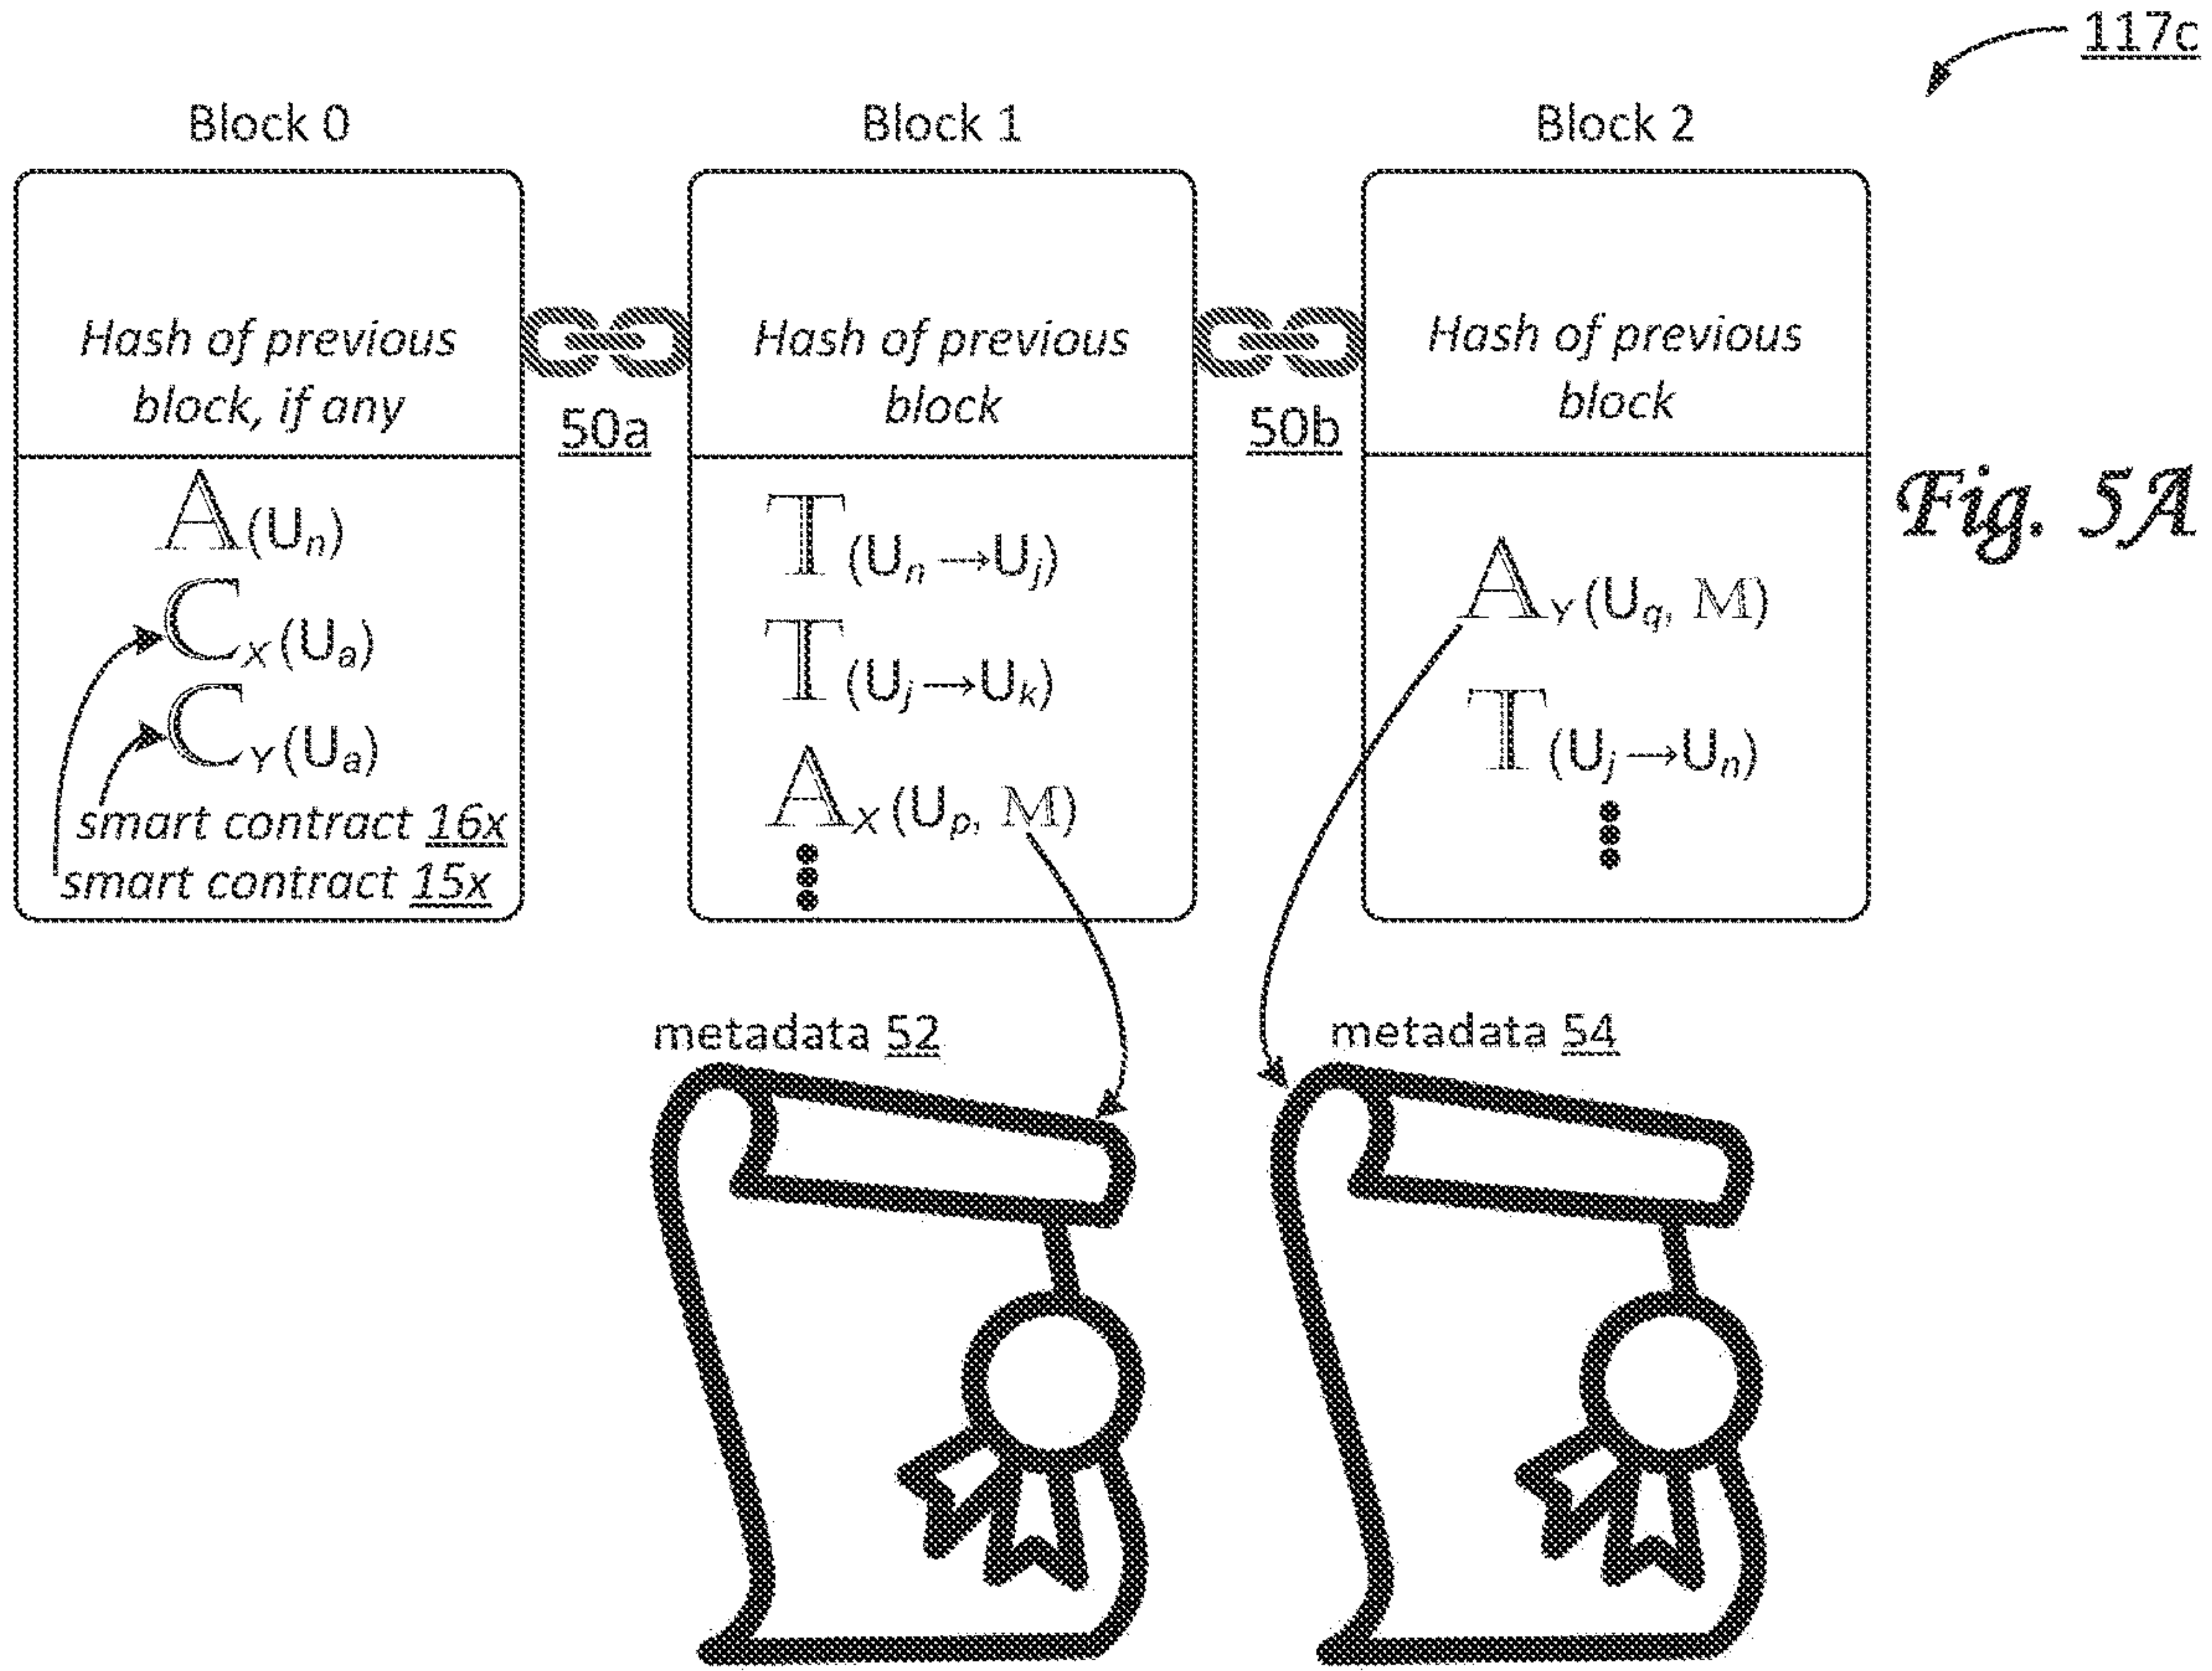 117c
Block 0
Block 1
Block 2
Hash of previous
block, if any
Hash of previous
block
Hash of previous
block
50a
50b
A(Un)
CX(Ua)
CY(Ua)
smart contract 16x
smart contract 15x
T(Un→Uj)
T(Uj→Uk)
AX(Up, M)
AY(Uq, M)
T(Uj→Un)
Fig. 5A
metadata 52
metadata 54